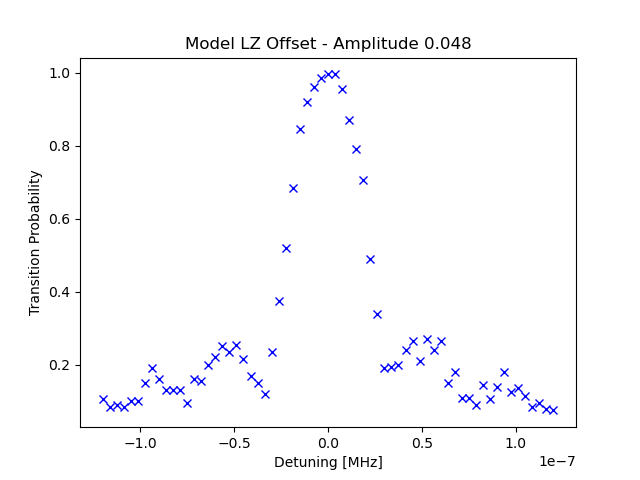 Model LZ Offset - Amplitude 0.048
Transition Probability
1.0
0.8
0.6
0.4
0.2
−1.0 −0.5 0.0 0.5 1.0
1e−7
Detuning [MHz]